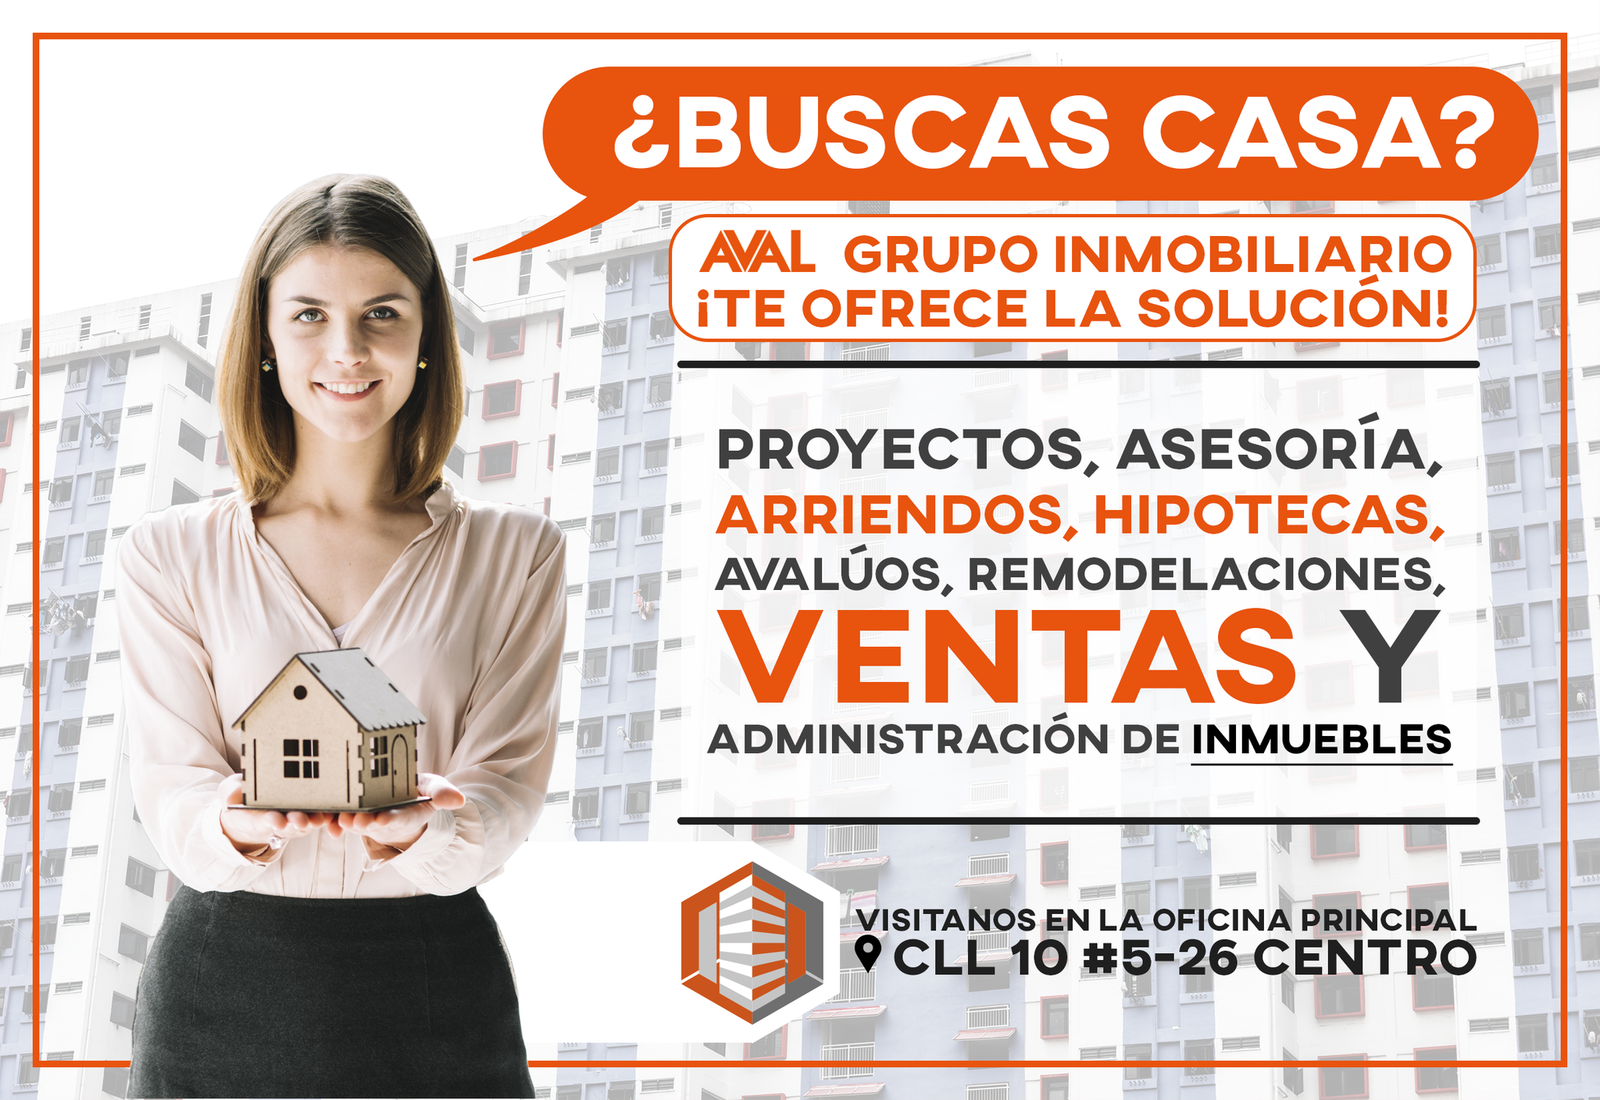 ¿BUSCAS CASA?
AVAL GRUPO INMOBILIARIO
¡TE OFRECE LA SOLUCIÓN!
PROYECTOS, ASESORÍA,
ARRIENDOS, HIPOTECAS,
AVALÚOS, REMODELACIONES,
VENTAS Y
ADMINISTRACIÓN DE INMUEBLES
VISITANOS EN LA OFICINA PRINCIPAL
CLL 10 #5-26 CENTRO